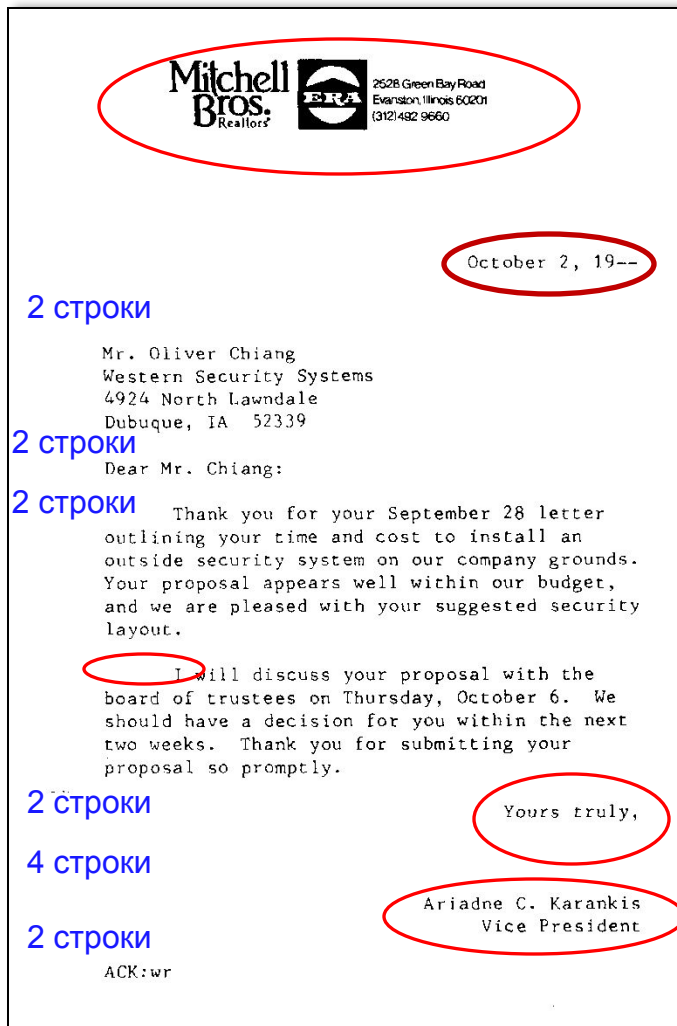 Mitchell
Bros.
Realtors
ERA
2528 Green Bay Road
Evanston, Illinois 60201
(312) 492 9660
October 2, 19--
2 строки
Mr. Oliver Chiang
Western Security Systems
4924 North Lawndale
Dubuque, IA  52339
2 строки
Dear Mr. Chiang:
2 строки
Thank you for your September 28 letter
outlining your time and cost to install an
outside security system on our company grounds.
Your proposal appears well within our budget,
and we are pleased with your suggested security
layout.
I will discuss your proposal with the
board of trustees on Thursday, October 6.  We
should have a decision for you within the next
two weeks.  Thank you for submitting your
proposal so promptly.
2 строки
Yours truly,
4 строки
Ariadne C. Karankis
Vice President
2 строки
ACK:wr